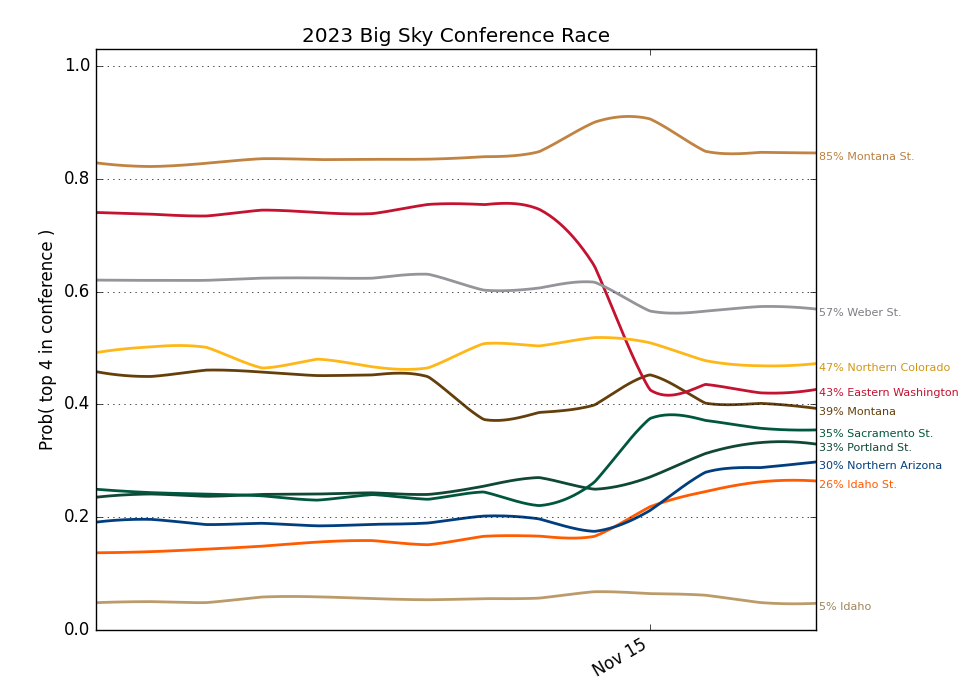 2023 Big Sky Conference Race
Prob( top 4 in conference )
1.0
0.8
0.6
0.4
0.2
0.0
Nov 15
85% Montana St.
57% Weber St.
47% Northern Colorado
43% Eastern Washington
39% Montana
35% Sacramento St.
33% Portland St.
30% Northern Arizona
26% Idaho St.
5% Idaho